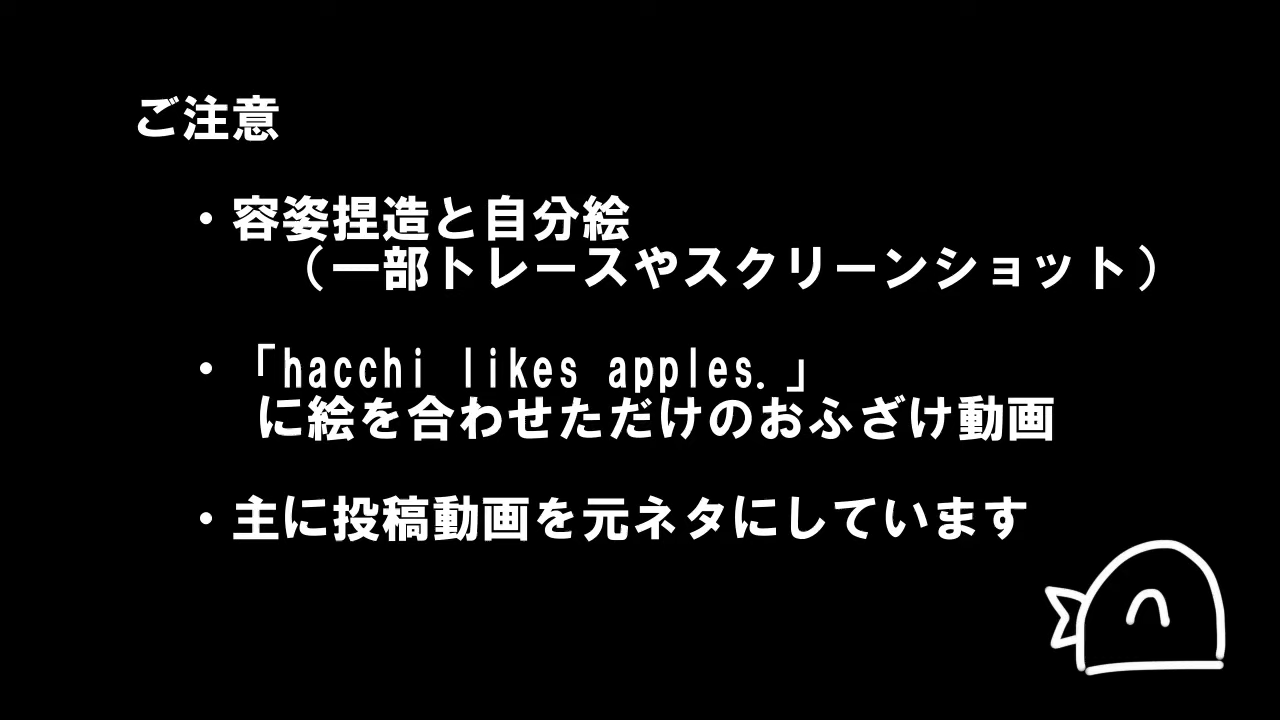 ご注意
・容姿捏造と自分絵
（一部トレースやスクリーンショット）
・「hacchi likes apples.」
に絵を合わせただけのおふざけ動画
・主に投稿動画を元ネタにしています